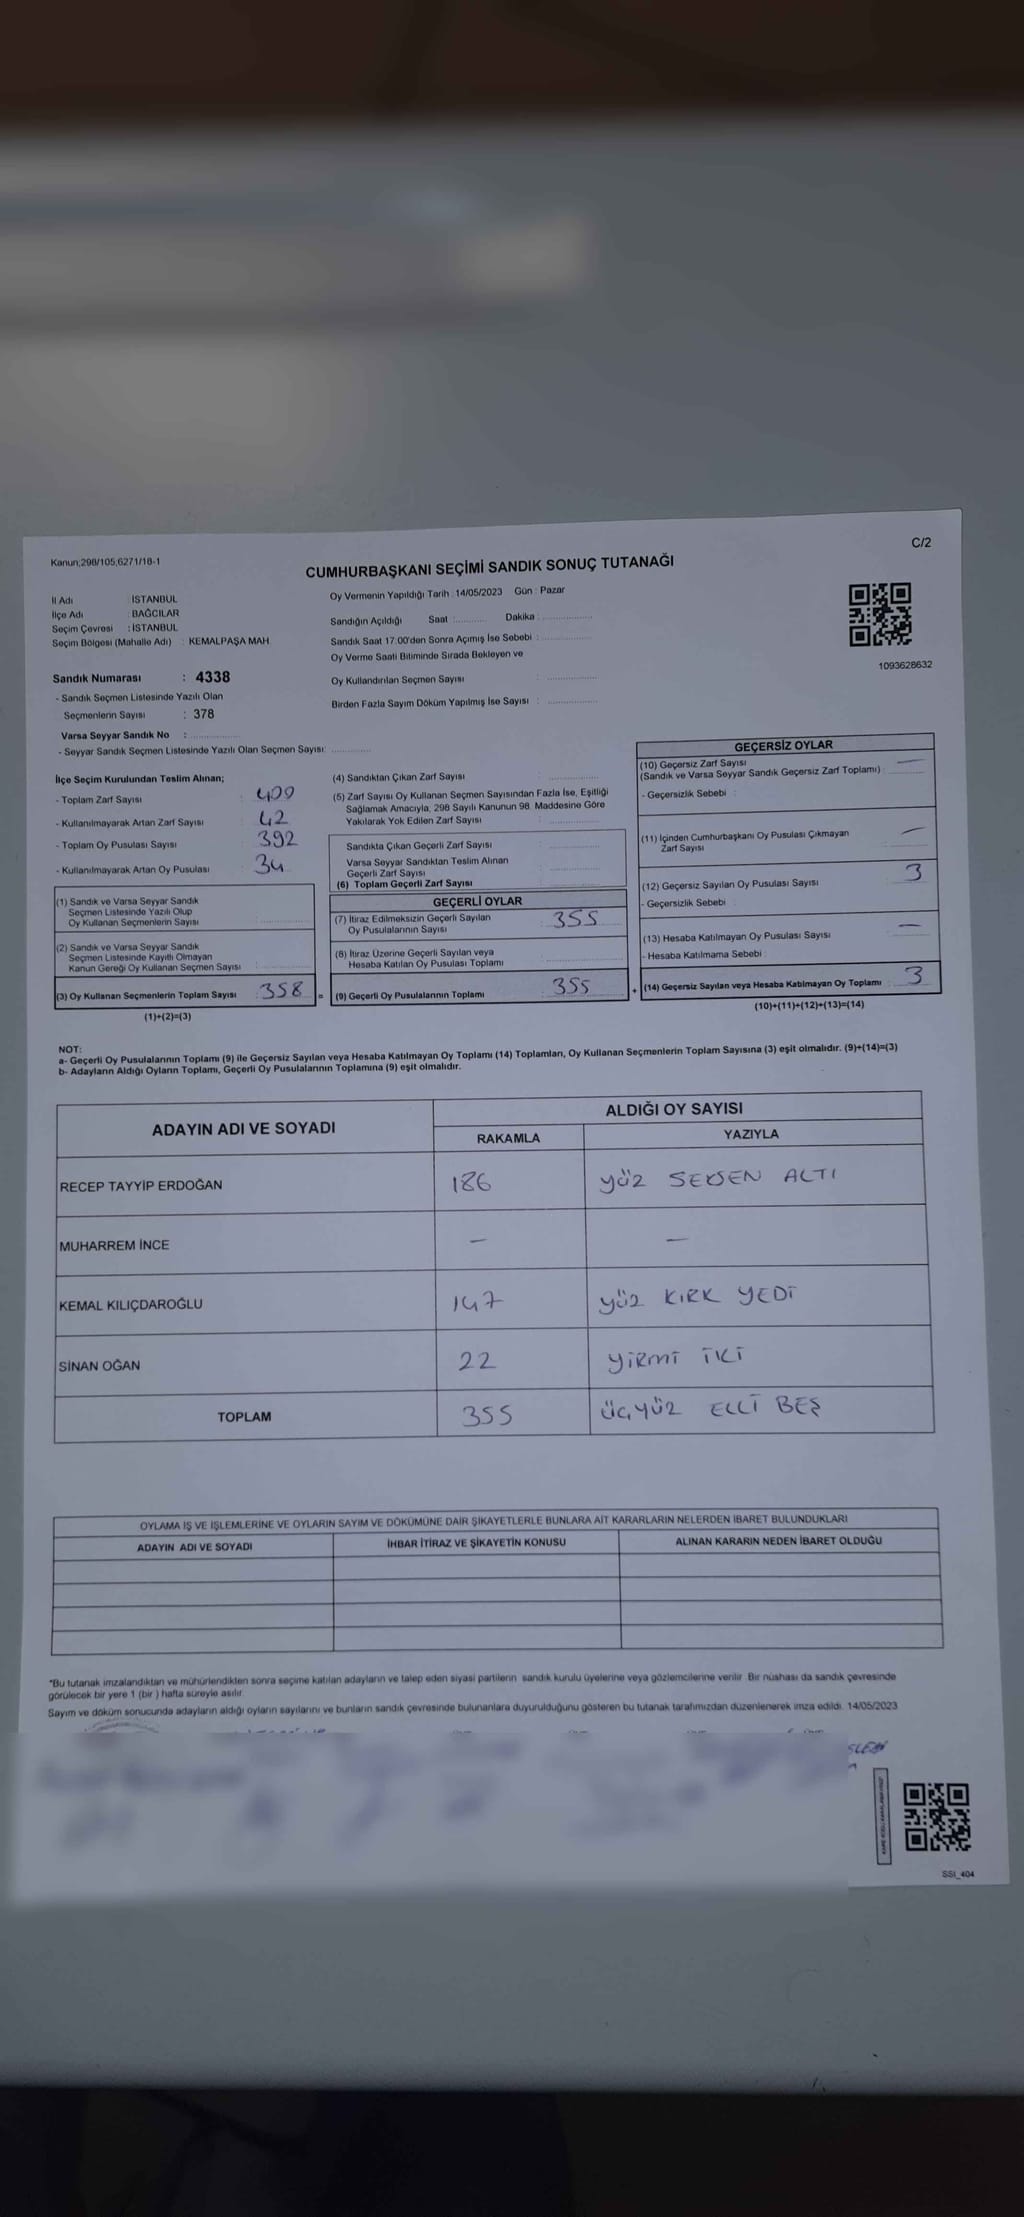 C/2
Kanun;298/105,6271/18-1
CUMHURBAŞKANI SEÇİMİ SANDIK SONUÇ TUTANAĞI
İl Adı : İSTANBUL
İlçe Adı : BAĞCILAR
Seçim Çevresi : İSTANBUL
Seçim Bölgesi (Mahalle Adı) : KEMALPAŞA MAH.
Oy Vermenin Yapıldığı Tarih : 14/05/2023 Gün : Pazar
Sandığın Açıldığı Saat : Dakika :
Sandık Saat 17:00'den Sonra Açılmış İse Sebebi :
Oy Verme Saati Bitiminde Sırada Bekleyen ve
Oy Kullandırılan Seçmen Sayısı :
Birden Fazla Sayım Döküm Yapılmış İse Sayısı :
1093628632
Sandık Numarası : 4338
- Sandık Seçmen Listesinde Yazılı Olan
Seçmenlerin Sayısı : 378
Varsa Seyyar Sandık No :
- Seyyar Sandık Seçmen Listesinde Yazılı Olan Seçmen Sayısı:
İlçe Seçim Kurulundan Teslim Alınan;
- Toplam Zarf Sayısı : 400
- Kullanılmayarak Artan Zarf Sayısı : 42
- Toplam Oy Pusulası Sayısı : 392
- Kullanılmayarak Artan Oy Pusulası : 34
(1) Sandık ve Varsa Seyyar Sandık
Seçmen Listesinde Yazılı Olup
Oy Kullanan Seçmenlerin Sayısı
(2) Sandık ve Varsa Seyyar Sandık
Seçmen Listesinde Kayıtlı Olmayan
Kanun Gereği Oy Kullanan Seçmen Sayısı
(3) Oy Kullanan Seçmenlerin Toplam Sayısı : 358
(1)+(2)=(3)
(4) Sandıktan Çıkan Zarf Sayısı :
(5) Zarf Sayısı Oy Kullanan Seçmen Sayısından Fazla İse, Eşitliği
Sağlamak Amacıyla, 298 Sayılı Kanunun 98. Maddesine Göre
Yakılarak Yok Edilen Zarf Sayısı :
Sandıkta Çıkan Geçerli Zarf Sayısı
Varsa Seyyar Sandıktan Teslim Alınan
Geçerli Zarf Sayısı
(6) Toplam Geçerli Zarf Sayısı
GEÇERLİ OYLAR
(7) İtiraz Edilmeksizin Geçerli Sayılan
Oy Pusulalarının Sayısı : 355
(8) İtiraz Üzerine Geçerli Sayılan veya
Hesaba Katılan Oy Pusulası Toplamı
= (9) Geçerli Oy Pusulalarının Toplamı : 355
GEÇERSİZ OYLAR
(10) Geçersiz Zarf Sayısı —
(Sandık ve Varsa Seyyar Sandık Geçersiz Zarf Toplamı) :
- Geçersizlik Sebebi :
(11) İçinden Cumhurbaşkanı Oy Pusulası Çıkmayan —
Zarf Sayısı
(12) Geçersiz Sayılan Oy Pusulası Sayısı 3
- Geçersizlik Sebebi :
(13) Hesaba Katılmayan Oy Pusulası Sayısı —
- Hesaba Katılmama Sebebi :
+ (14) Geçersiz Sayılan veya Hesaba Katılmayan Oy Toplamı : 3
(10)+(11)+(12)+(13)=(14)
NOT:
a- Geçerli Oy Pusulalarının Toplamı (9) ile Geçersiz Sayılan veya Hesaba Katılmayan Oy Toplamı (14) Toplamları, Oy Kullanan Seçmenlerin Toplam Sayısına (3) eşit olmalıdır. (9)+(14)=(3)
b- Adayların Aldığı Oyların Toplamı, Geçerli Oy Pusulalarının Toplamına (9) eşit olmalıdır.
ADAYIN ADI VE SOYADI
ALDIĞI OY SAYISI
RAKAMLA YAZIYLA
RECEP TAYYİP ERDOĞAN 186 YÜZ SEKSEN ALTI
MUHARREM İNCE — —
KEMAL KILIÇDAROĞLU 147 YÜZ KIRK YEDİ
SİNAN OĞAN 22 YİRMİ İKİ
TOPLAM 355 ÜÇYÜZ ELLİ BEŞ
OYLAMA İŞ VE İŞLEMLERİNE VE OYLARIN SAYIM VE DÖKÜMÜNE DAİR ŞİKAYETLERLE BUNLARA AİT KARARLARIN NELERDEN İBARET BULUNDUKLARI
ADAYIN ADI VE SOYADI İHBAR İTİRAZ VE ŞİKAYETİN KONUSU ALINAN KARARIN NEDEN İBARET OLDUĞU
*Bu tutanak imzalandıktan ve mühürlendikten sonra seçime katılan adayların ve talep eden siyasi partilerin sandık kurulu üyelerine veya gözlemcilerine verilir. Bir nüshası da sandık çevresinde
görülecek bir yere 1 (bir) hafta süreyle asılır.
Sayım ve döküm sonucunda adayların aldığı oyların sayılarını ve bunların sandık çevresinde bulunanlara duyurulduğunu gösteren bu tutanak tarafımızdan düzenlenerek imza edildi. 14/05/2023
SSI_404